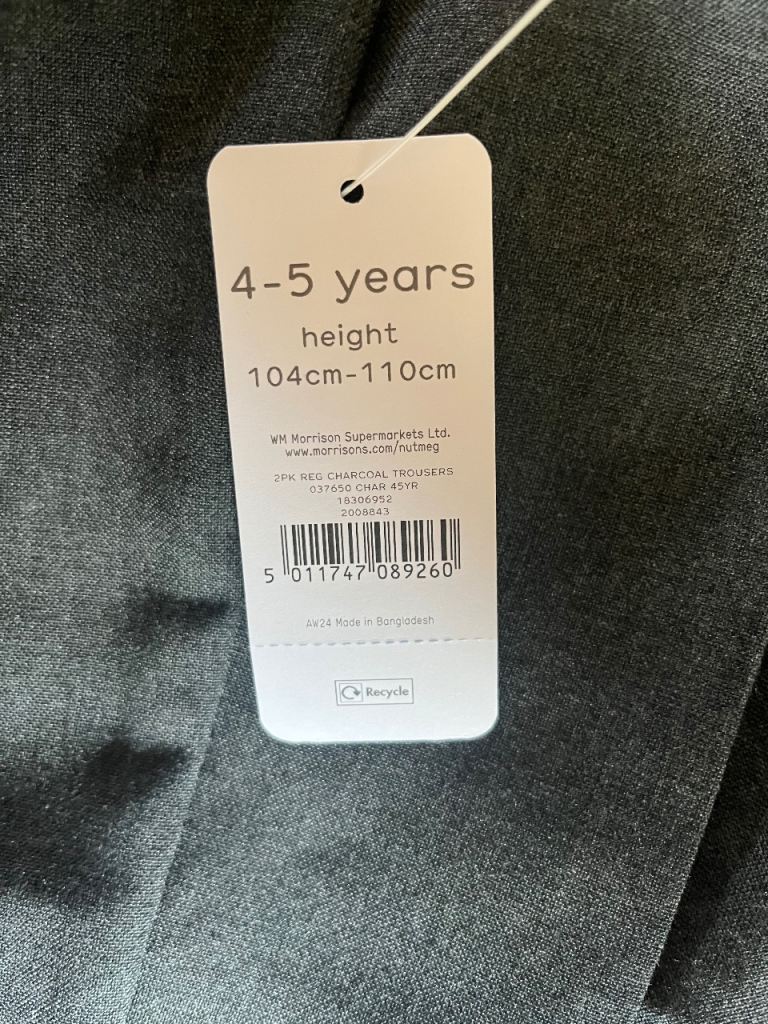 4-5 years
height
104cm-110cm
WM Morrison Supermarkets Ltd.
www.morrisons.com/nutmeg
2PK REG CHARCOAL TROUSERS
037650 CHAR 45YR
18306952
2008843
5 011747 089260
AW24 Made in Bangladesh
Recycle